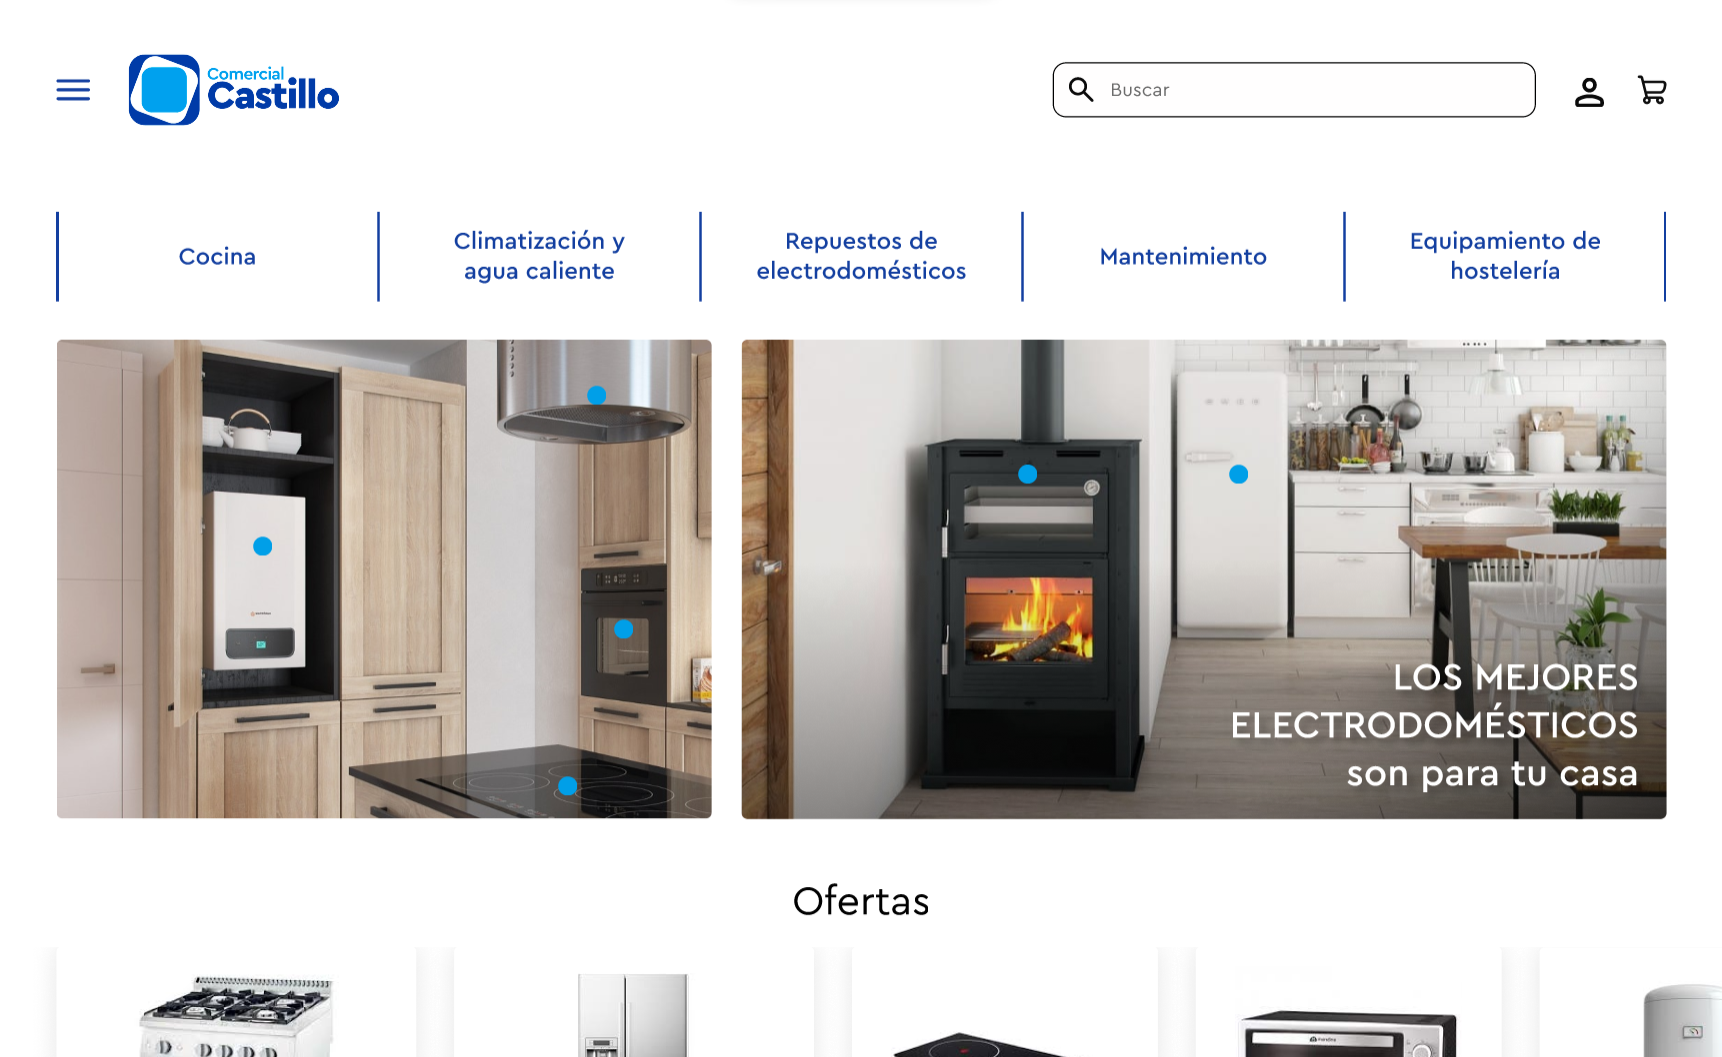 Comercial
Castillo
Buscar
Cocina
Climatización y
agua caliente
Repuestos de
electrodomésticos
Mantenimiento
Equipamiento de
hostelería
LOS MEJORES
ELECTRODOMÉSTICOS
son para tu casa
Ofertas